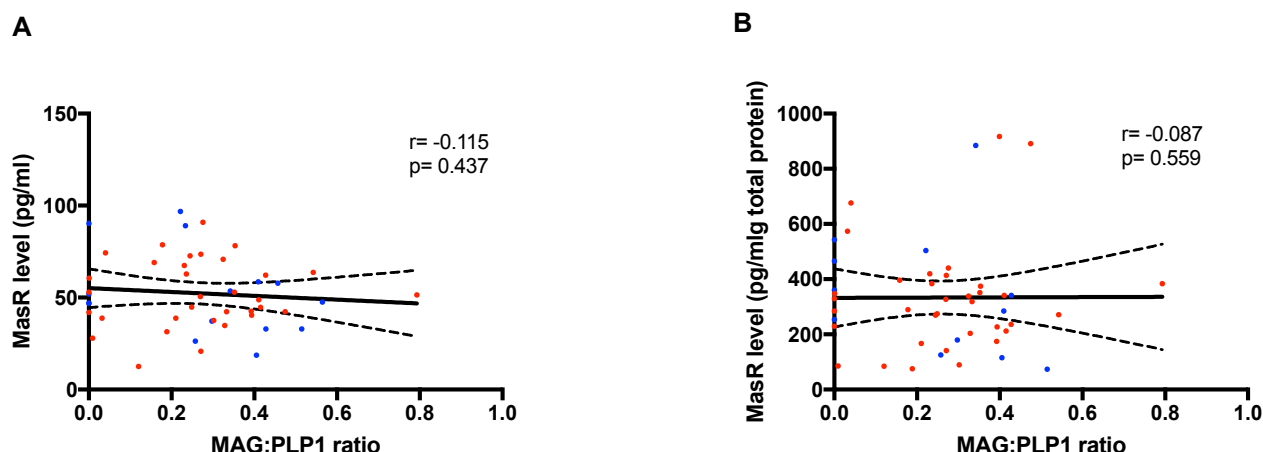 A
MasR level (pg/ml)
150
100
50
0
r= -0.115
p= 0.437
0.0 0.2 0.4 0.6 0.8 1.0
MAG:PLP1 ratio
B
MasR level (pg/mlg total protein)
1000
800
600
400
200
0
r= -0.087
p= 0.559
0.0 0.2 0.4 0.6 0.8 1.0
MAG:PLP1 ratio